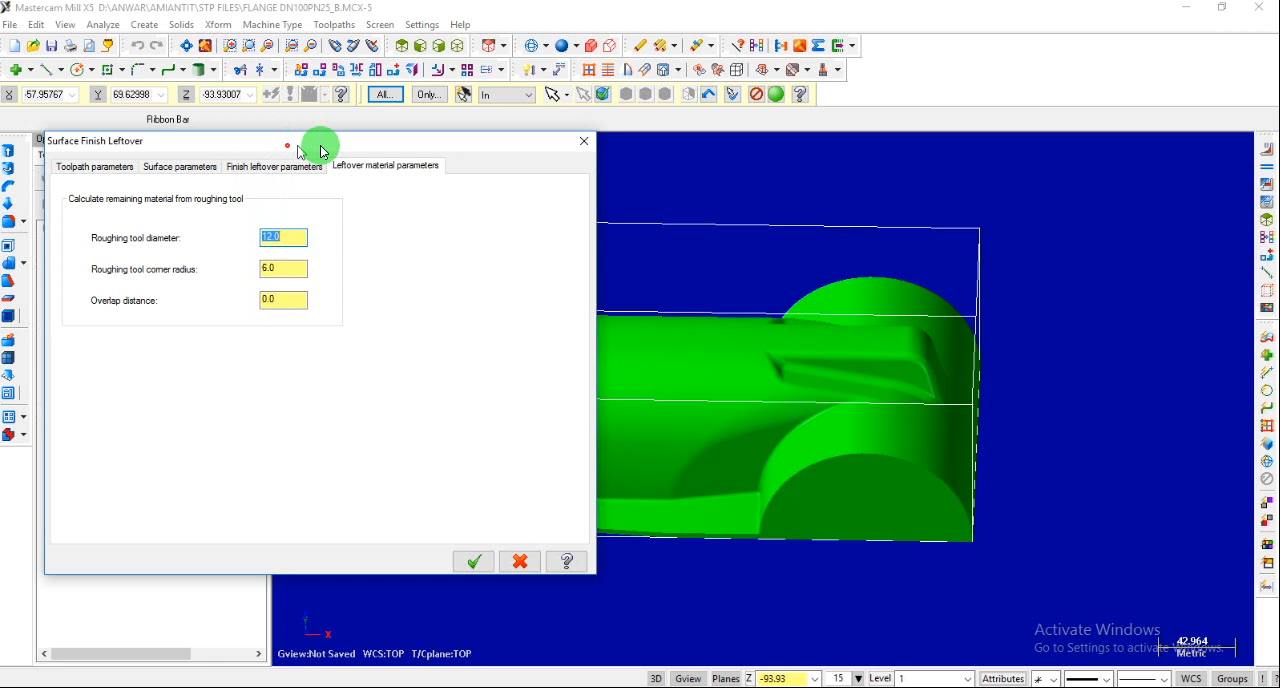 Mastercam Mill X5 D:\ANWAR\AMIANTIT\STP FILES\FLANGE DN100PN25_B.MCX-5
File Edit View Analyze Create Solids Xform Machine Type Toolpaths Screen Settings Help
X -57.95767 Y 69.62998 Z -93.93007 All... Only... In
Ribbon Bar
Surface Finish Leftover
Toolpath parameters Surface parameters Finish leftover parameters Leftover material parameters
Calculate remaining material from roughing tool
Roughing tool diameter: 12.0
Roughing tool corner radius: 6.0
Overlap distance: 0.0
Y
X
Gview:Not Saved WCS:TOP T/Cplane:TOP
Activate Windows
Go to Settings to activate Windows.
42.964
Metric
3D Gview Planes Z -93.93 15 Level 1 Attributes WCS Groups ! ?